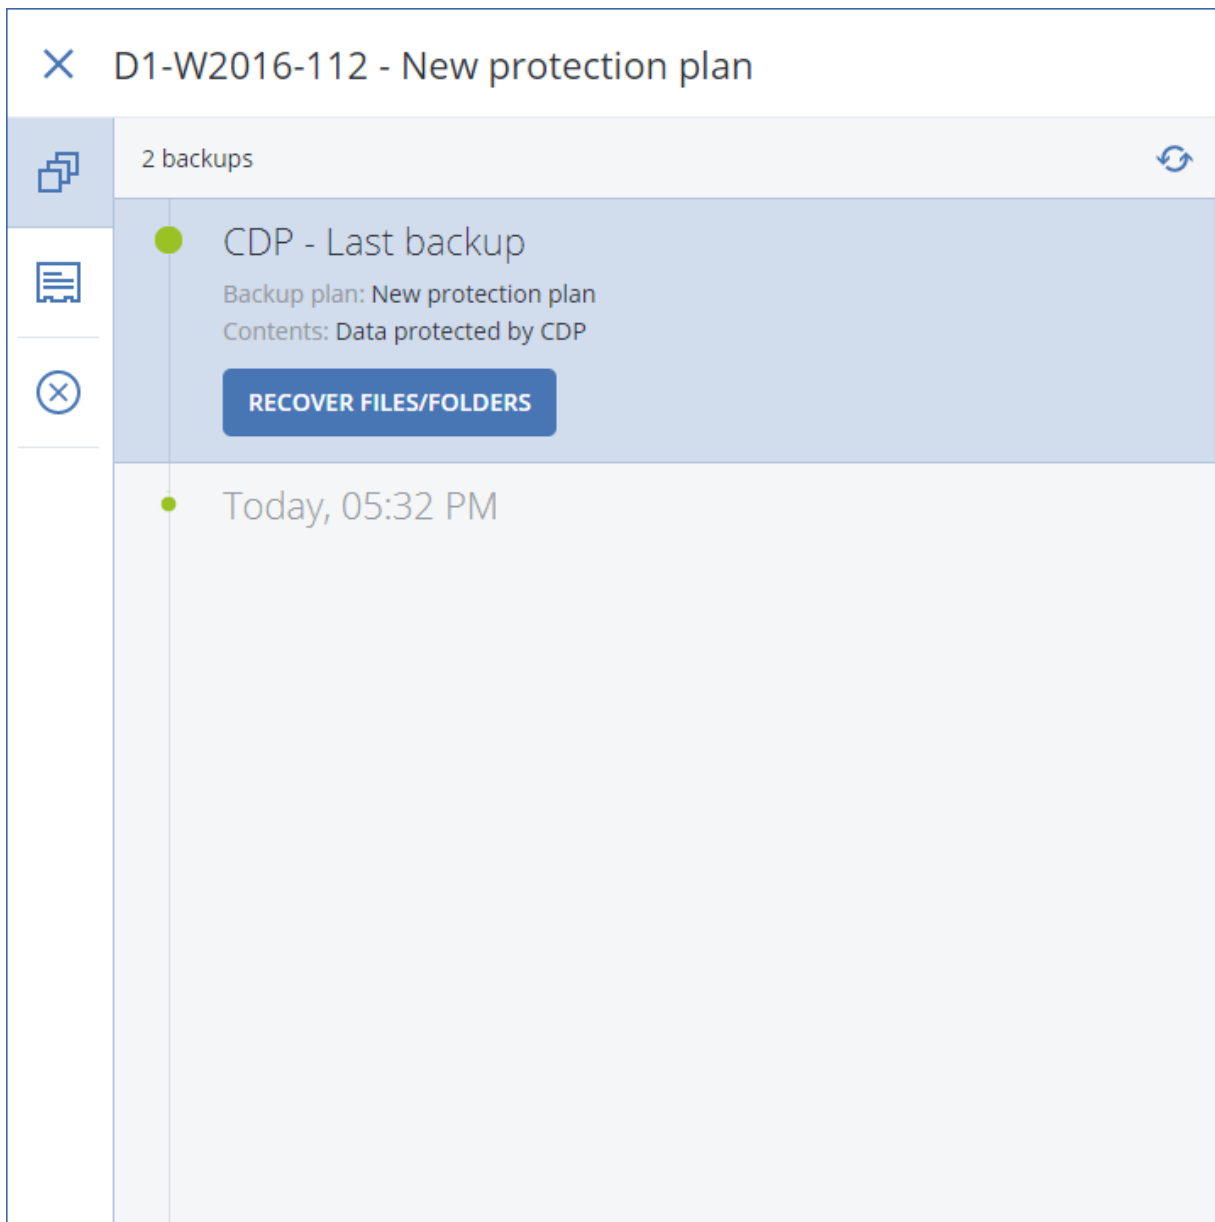 D1-W2016-112 - New protection plan
2 backups
CDP - Last backup
Backup plan: New protection plan
Contents: Data protected by CDP
RECOVER FILES/FOLDERS
Today, 05:32 PM